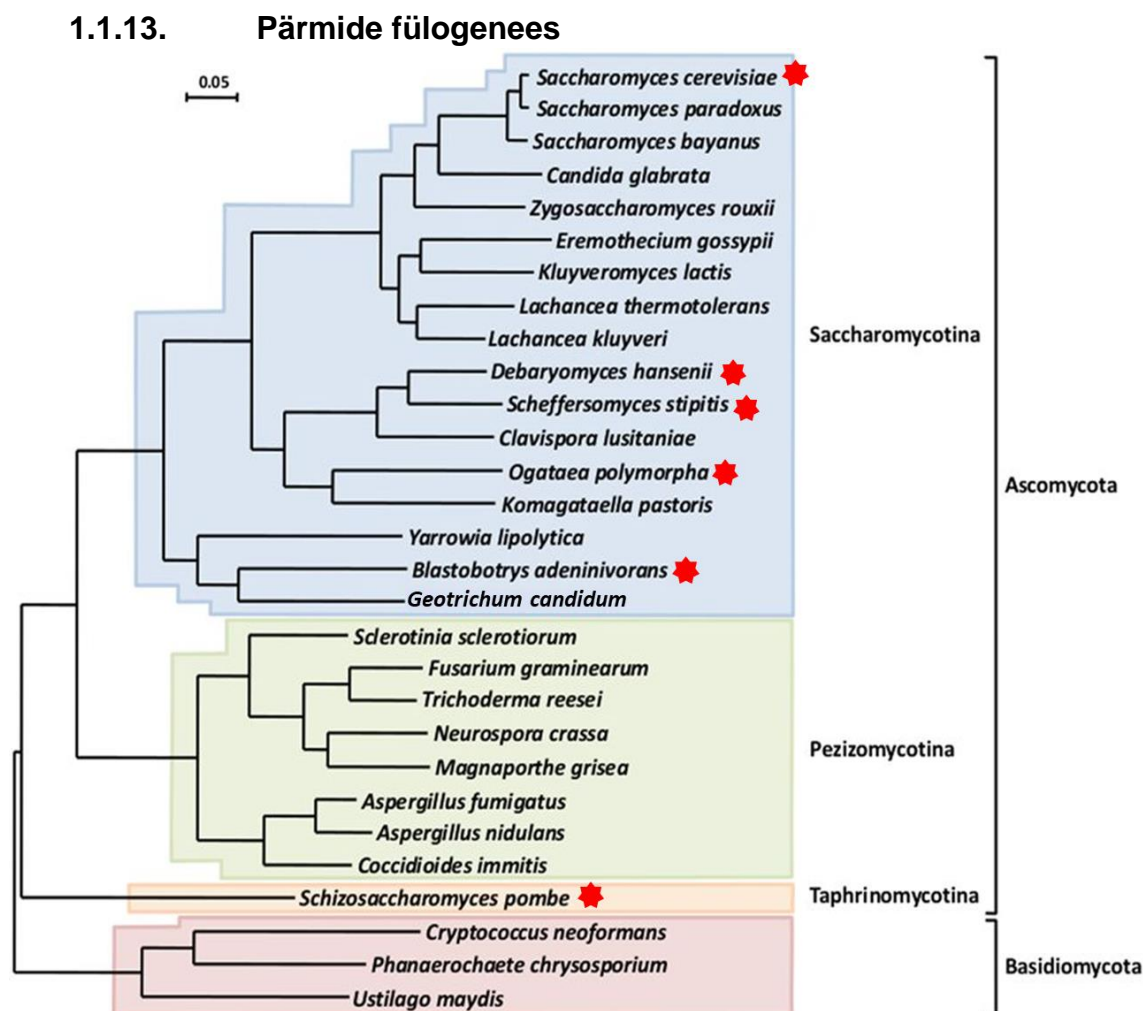 1.1.13. Pärmide fülogenees
0.05
Saccharomyces cerevisiae
Saccharomyces paradoxus
Saccharomyces bayanus
Candida glabrata
Zygosaccharomyces rouxii
Eremothecium gossypii
Kluyveromyces lactis
Lachancea thermotolerans
Lachancea kluyveri
Saccharomycotina
Debaryomyces hansenii
Scheffersomyces stipitis
Clavispora lusitaniae
Ogataea polymorpha
Ascomycota
Komagataella pastoris
Yarrowia lipolytica
Blastobotrys adeninivorans
Geotrichum candidum
Sclerotinia sclerotiorum
Fusarium graminearum
Trichoderma reesei
Neurospora crassa
Pezizomycotina
Magnaporthe grisea
Aspergillus fumigatus
Aspergillus nidulans
Coccidioides immitis
Schizosaccharomyces pombe
Taphrinomycotina
Cryptococcus neoformans
Phanaerochaete chrysosporium
Basidiomycota
Ustilago maydis